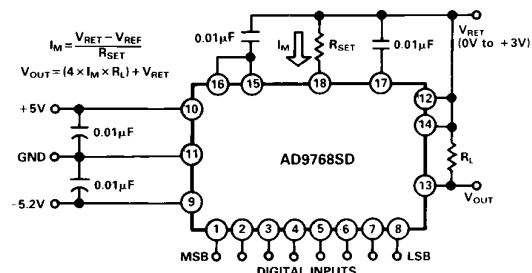 I_M = (V_RET − V_REF) / R_SET
V_OUT = (4 × I_M × R_L) + V_RET
0.01µF
I_M
R_SET
0.01µF
V_RET
(0V to +3V)
16
15
18
17
12
14
13
R_L
V_OUT
+5V
0.01µF
GND
0.01µF
-5.2V
10
11
9
AD9768SD
1 2 3 4 5 6 7 8
MSB
LSB
DIGITAL INPUTS